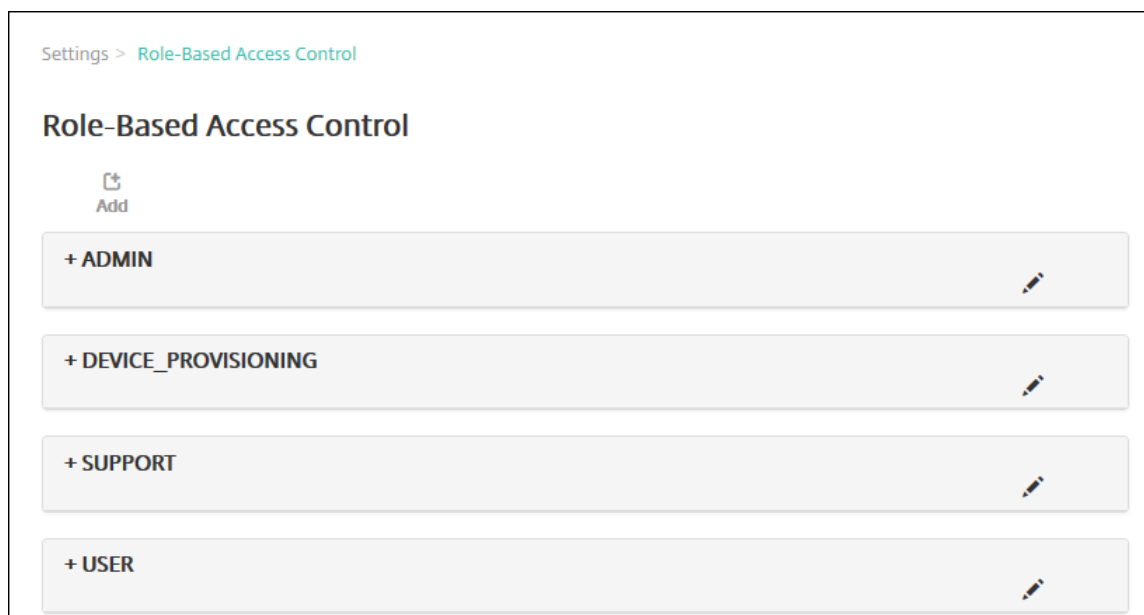 Settings > Role-Based Access Control
Role-Based Access Control
Add
+ ADMIN
+ DEVICE_PROVISIONING
+ SUPPORT
+ USER